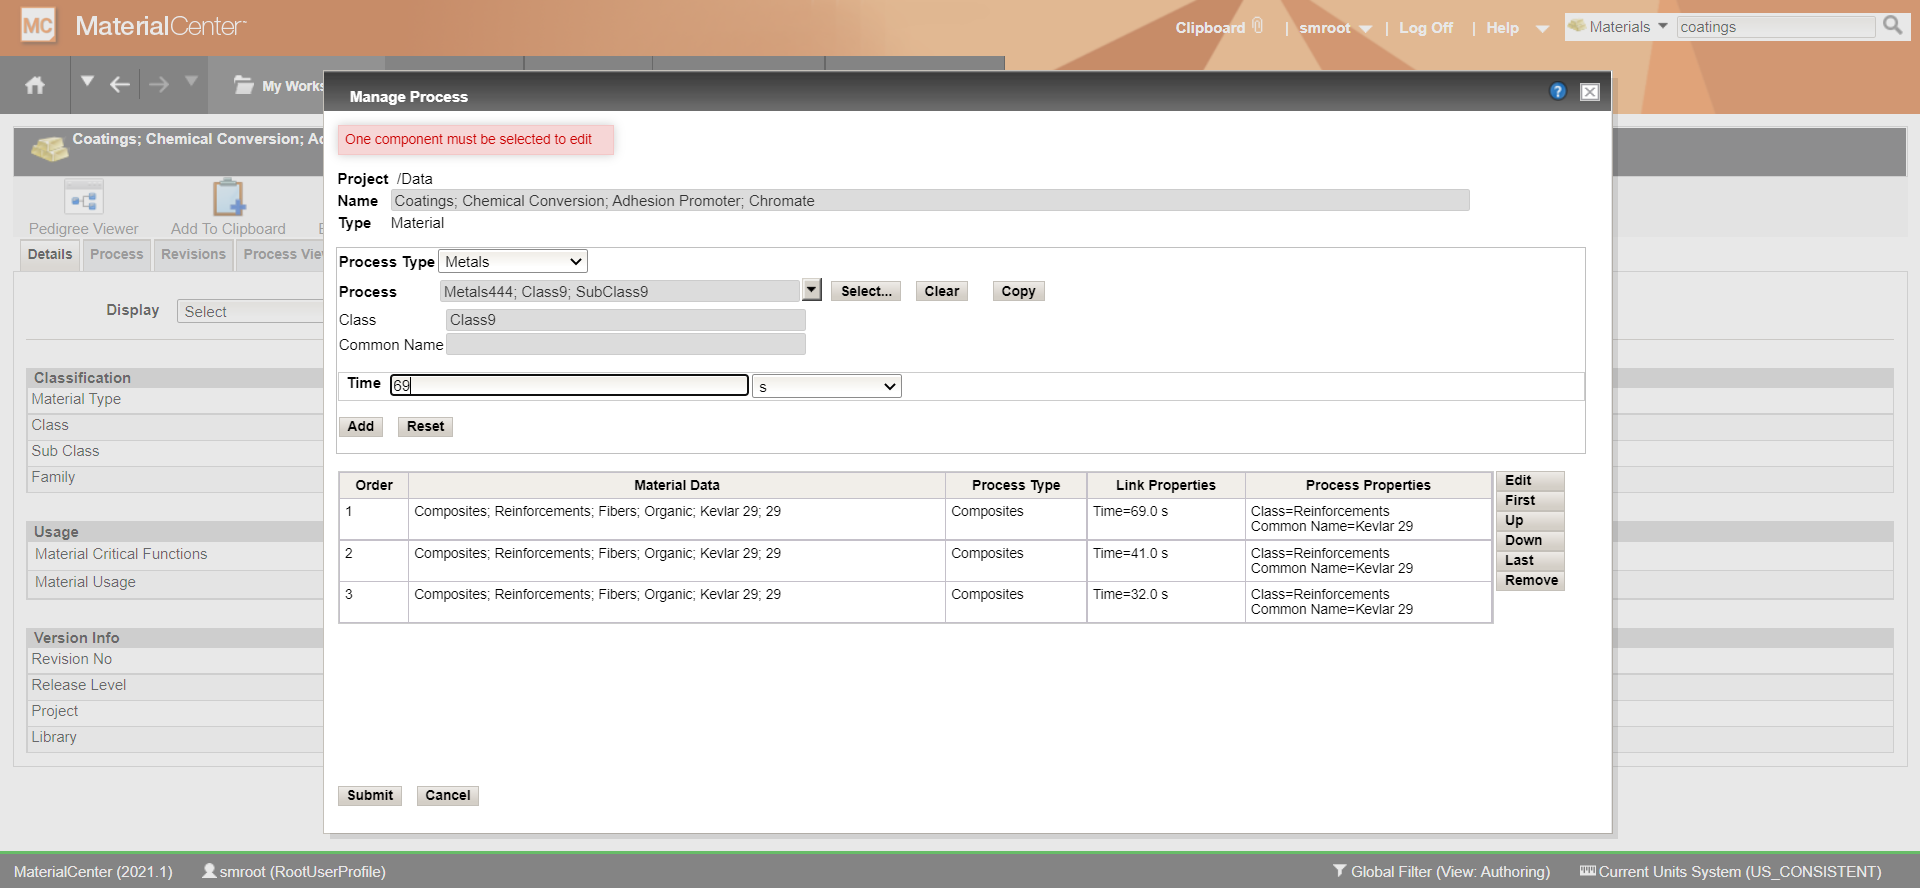 MC MaterialCenter
Clipboard | smroot | Log Off | Help Materials coatings
My Works
Manage Process ?
Coatings; Chemical Conversion; Ad
One component must be selected to edit
Project /Data
Name Coatings; Chemical Conversion; Adhesion Promoter; Chromate
Type Material
Pedigree Viewer Add To Clipboard E
Details Process Revisions Process View
Process Type Metals
Process Metals444; Class9; SubClass9 Select... Clear Copy
Display Select
Class Class9
Common Name
Time 69 s
Add Reset
Classification
Material Type
Class
Sub Class
Family
Usage
Material Critical Functions
Material Usage
Version Info
Revision No
Release Level
Project
Library
Order Material Data Process Type Link Properties Process Properties
1 Composites; Reinforcements; Fibers; Organic; Kevlar 29; 29 Composites Time=69.0 s Class=Reinforcements
Common Name=Kevlar 29
2 Composites; Reinforcements; Fibers; Organic; Kevlar 29; 29 Composites Time=41.0 s Class=Reinforcements
Common Name=Kevlar 29
3 Composites; Reinforcements; Fibers; Organic; Kevlar 29; 29 Composites Time=32.0 s Class=Reinforcements
Common Name=Kevlar 29
Edit
First
Up
Down
Last
Remove
Submit Cancel
MaterialCenter (2021.1) smroot (RootUserProfile) Global Filter (View: Authoring) Current Units System (US_CONSISTENT)